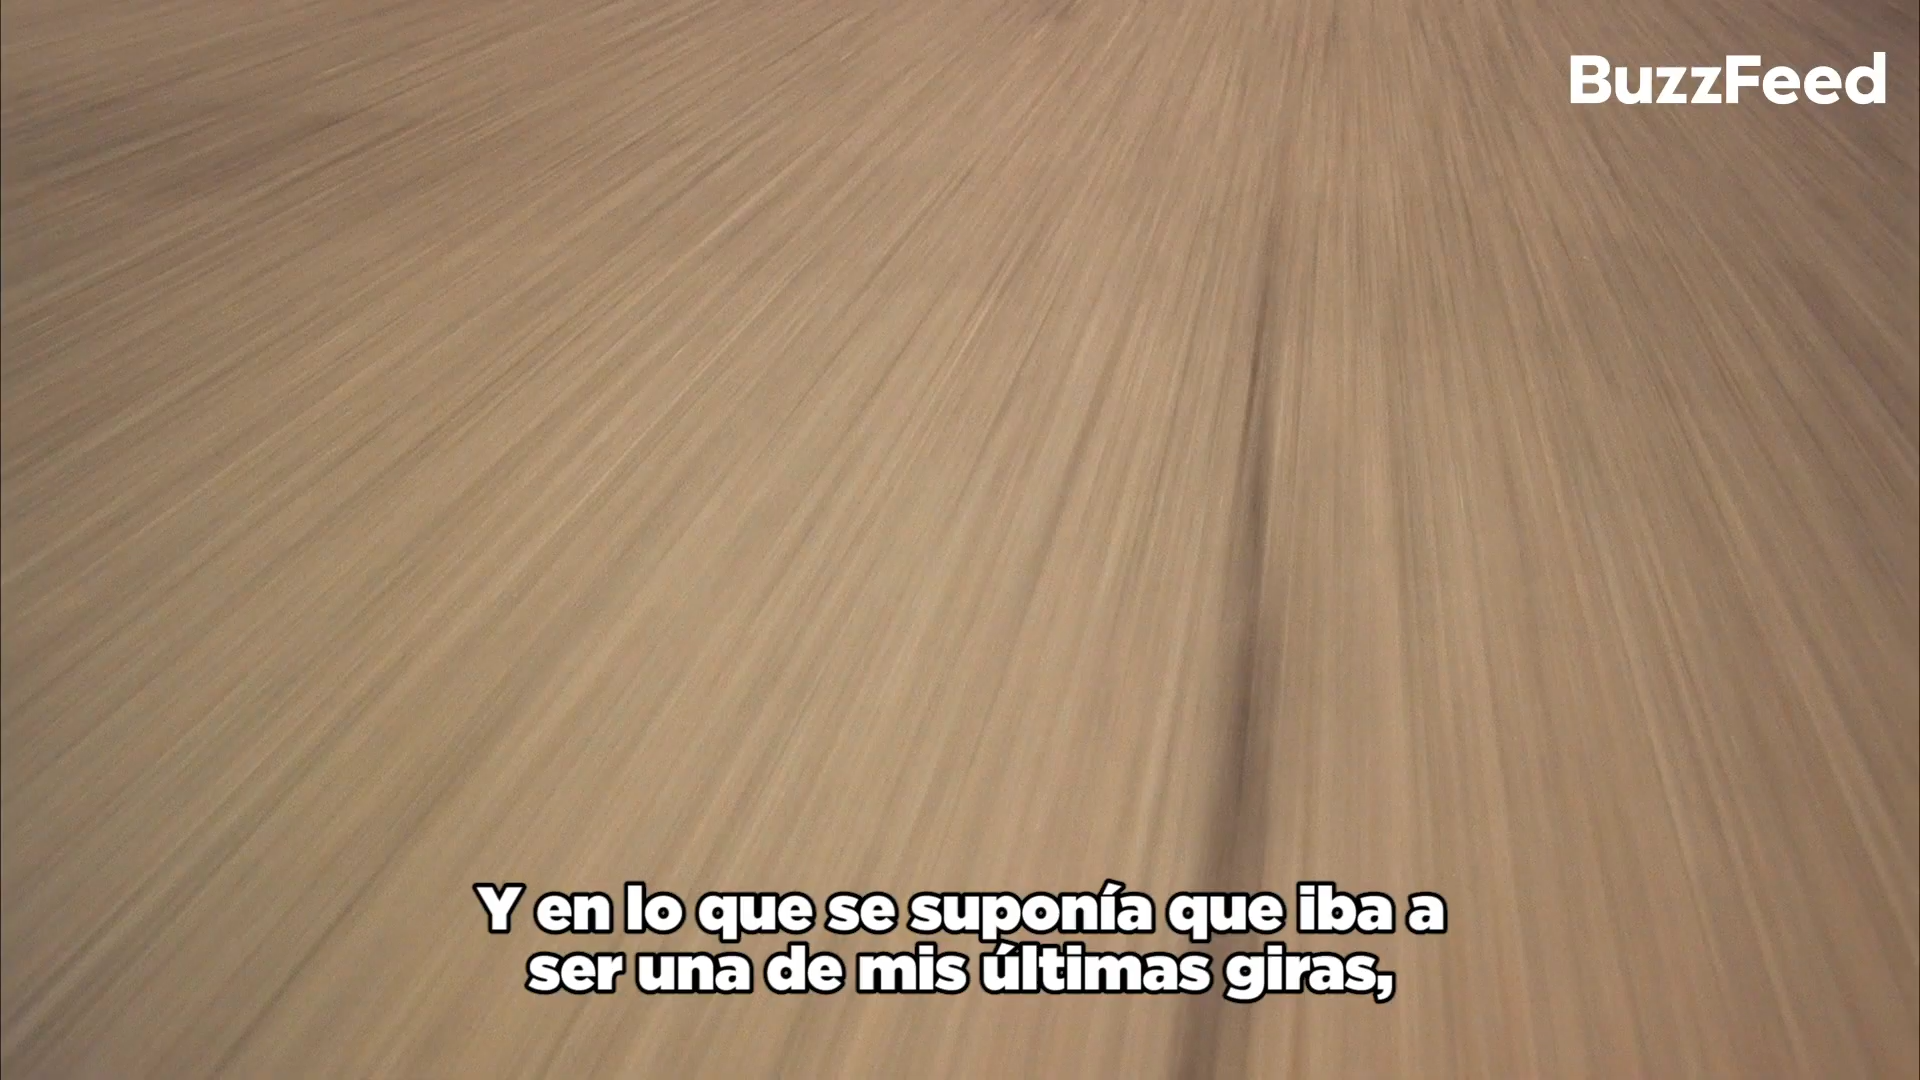 BuzzFeed
Y en lo que se suponía que iba a
ser una de mis últimas giras,